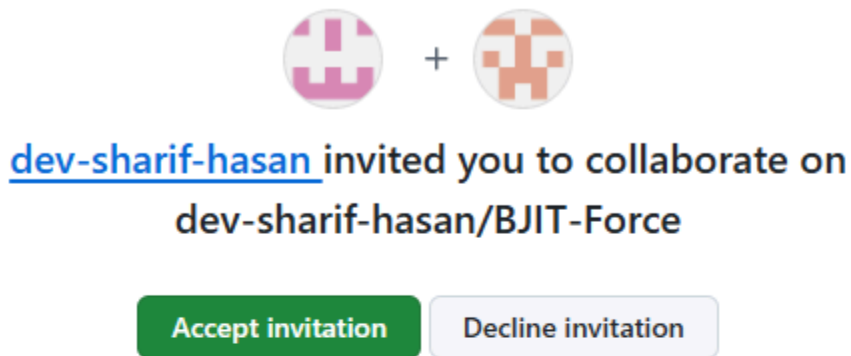 +
dev-sharif-hasan invited you to collaborate on
dev-sharif-hasan/BJIT-Force
Accept invitation Decline invitation